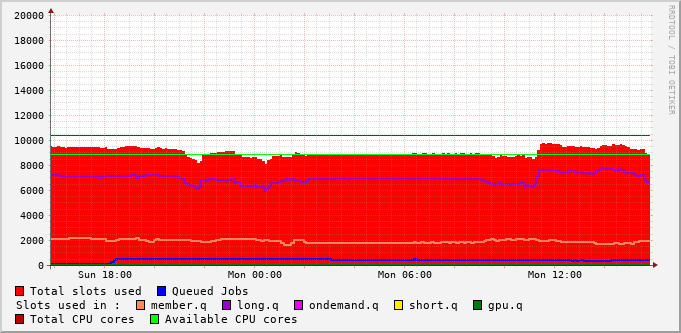 20000
18000
16000
14000
12000
10000
8000
6000
4000
2000
0
Sun 18:00 Mon 00:00 Mon 06:00 Mon 12:00
Total slots used Queued Jobs
Slots used in : member.q long.q ondemand.q short.q gpu.q
Total CPU cores Available CPU cores
RRDTOOL / TOBI OETIKER